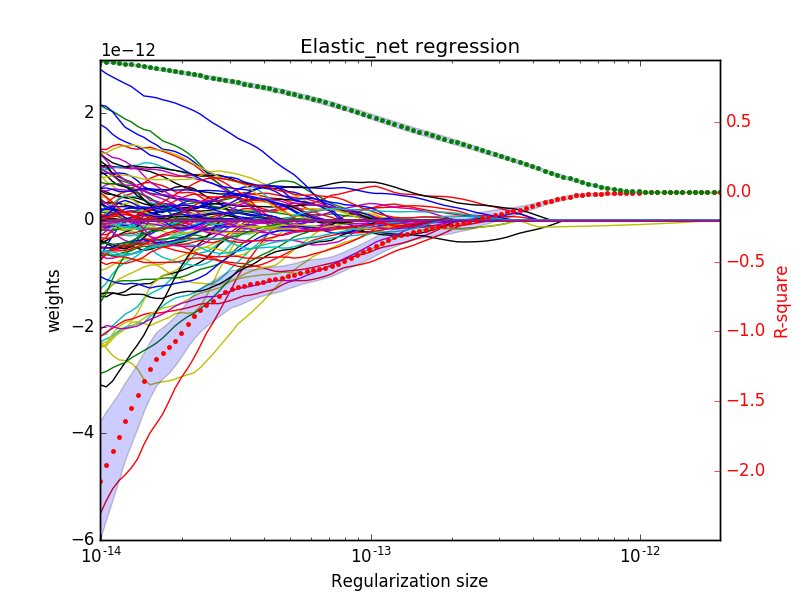 Elastic_net regression
1e−12
2
0
−2
−4
−6
weights
0.5
0.0
−0.5
−1.0
−1.5
−2.0
R-square
10^-14
10^-13
10^-12
Regularization size